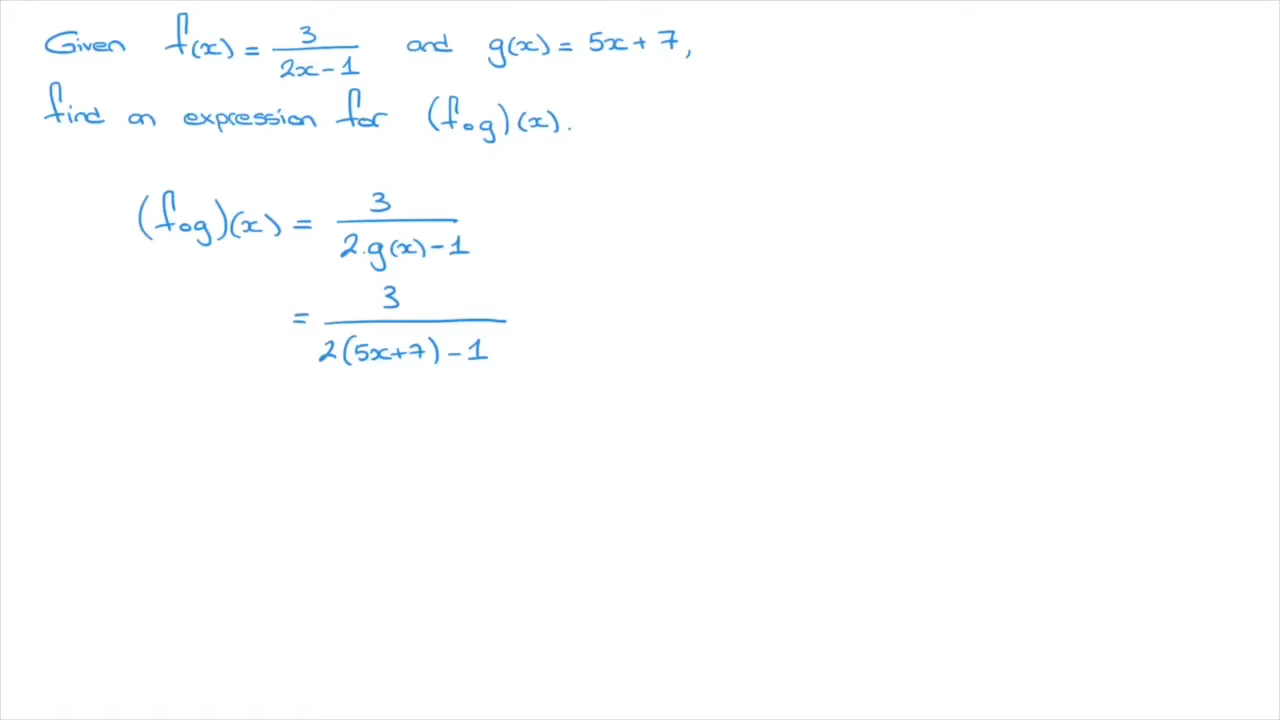 Given f(x) = 3/(2x-1) and g(x) = 5x+7,
find an expression for (f∘g)(x).
(f∘g)(x) = 3/(2.g(x)-1)
= 3/(2(5x+7)-1)